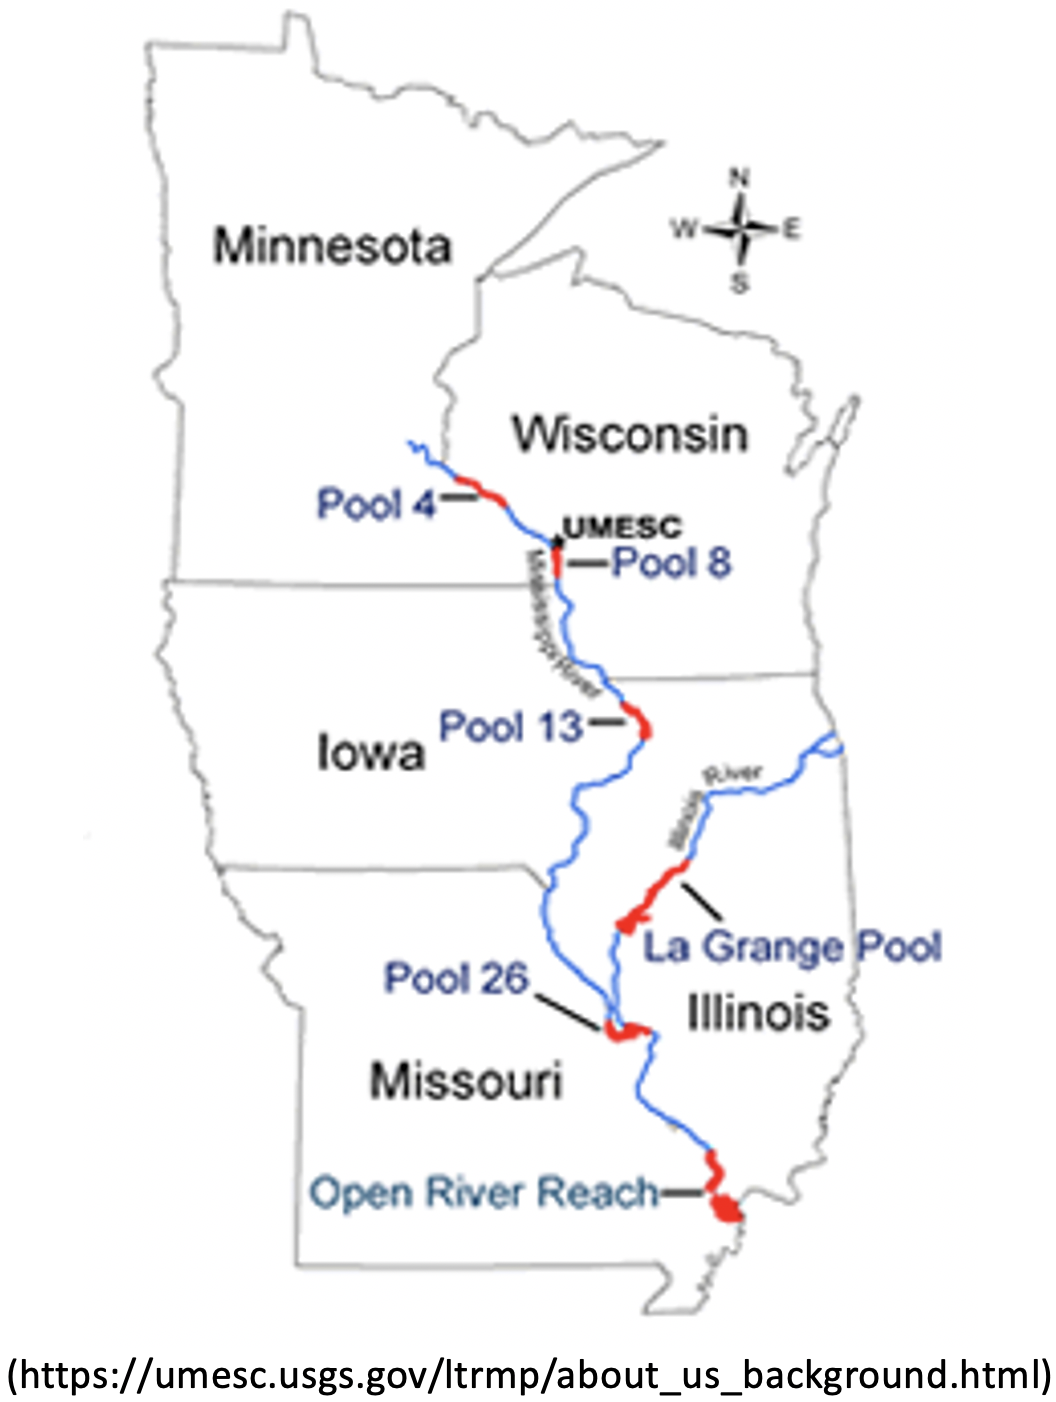 N
W E
S
Minnesota
Wisconsin
Pool 4
UMESC
Pool 8
Mississippi River
Pool 13
Iowa
Illinois River
La Grange Pool
Pool 26
Illinois
Missouri
Open River Reach
(https://umesc.usgs.gov/ltrmp/about_us_background.html)